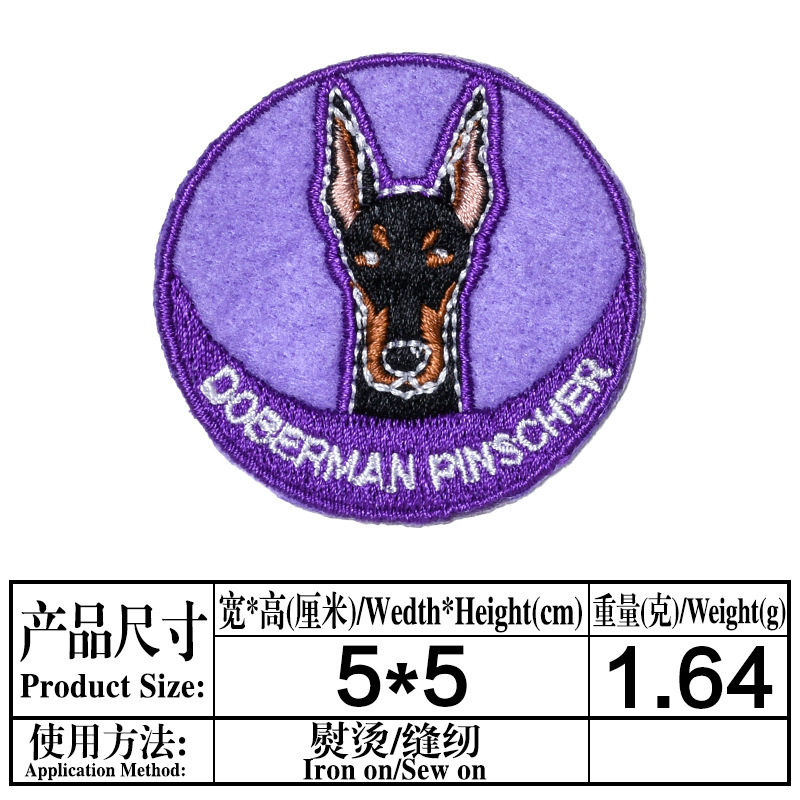 DOBERMAN PINSCHER
产品尺寸
Product Size:
宽*高(厘米)/Wedth*Height(cm)
重量(克)/Weight(g)
5*5
1.64
使用方法:
Application Method:
熨烫/缝纫
Iron on/Sew on